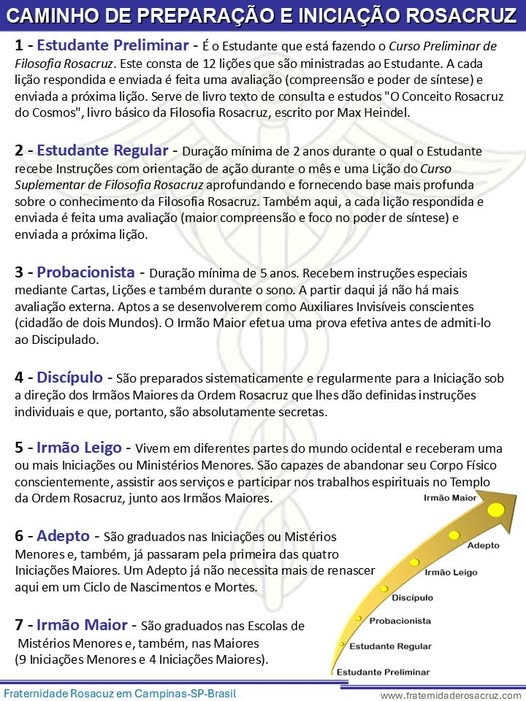 CAMINHO DE PREPARAÇÃO E INICIAÇÃO ROSACRUZ
1 - Estudante Preliminar - É o Estudante que está fazendo o Curso Preliminar de
Filosofia Rosacruz. Este consta de 12 lições que são ministradas ao Estudante. A cada
lição respondida e enviada é feita uma avaliação (compreensão e poder de síntese) e
enviada a próxima lição. Serve de livro texto de consulta e estudos "O Conceito Rosacruz
do Cosmos", livro básico da Filosofia Rosacruz, escrito por Max Heindel.
2 - Estudante Regular - Duração mínima de 2 anos durante o qual o Estudante
recebe Instruções com orientação de ação durante o mês e uma Lição do Curso
Suplementar de Filosofia Rosacruz aprofundando e fornecendo base mais profunda
sobre o conhecimento da Filosofia Rosacruz. Também aqui, a cada lição respondida e
enviada é feita uma avaliação (maior compreensão e foco no poder de síntese) e
enviada a próxima lição.
3 - Probacionista - Duração mínima de 5 anos. Recebem instruções especiais
mediante Cartas, Lições e também durante o sono. A partir daqui já não há mais
avaliação externa. Aptos a se desenvolverem como Auxiliares Invisíveis conscientes
(cidadão de dois Mundos). O Irmão Maior efetua uma prova efetiva antes de admiti-lo
ao Discipulado.
4 - Discípulo - São preparados sistematicamente e regularmente para a Iniciação sob
a direção dos Irmãos Maiores da Ordem Rosacruz que lhes dão definidas instruções
individuais e que, portanto, são absolutamente secretas.
5 - Irmão Leigo - Vivem em diferentes partes do mundo ocidental e receberam uma
ou mais Iniciações ou Ministérios Menores. São capazes de abandonar seu Corpo Físico
conscientemente, assistir aos serviços e participar nos trabalhos espirituais no Templo
da Ordem Rosacruz, junto aos Irmãos Maiores.
6 - Adepto - São graduados nas Iniciações ou Mistérios
Menores e, também, já passaram pela primeira das quatro
Iniciações Maiores. Um Adepto já não necessita mais de renascer
aqui em um Ciclo de Nascimentos e Mortes.
7 - Irmão Maior - São graduados nas Escolas de
Mistérios Menores e, também, nas Maiores
(9 Iniciações Menores e 4 Iniciações Maiores).
Irmão Maior
Adepto
Irmão Leigo
Discípulo
Probacionista
Estudante Regular
Estudante Preliminar
Fraternidade Rosacuz em Campinas-SP-Brasil
www.fraternidaderosacruz.com